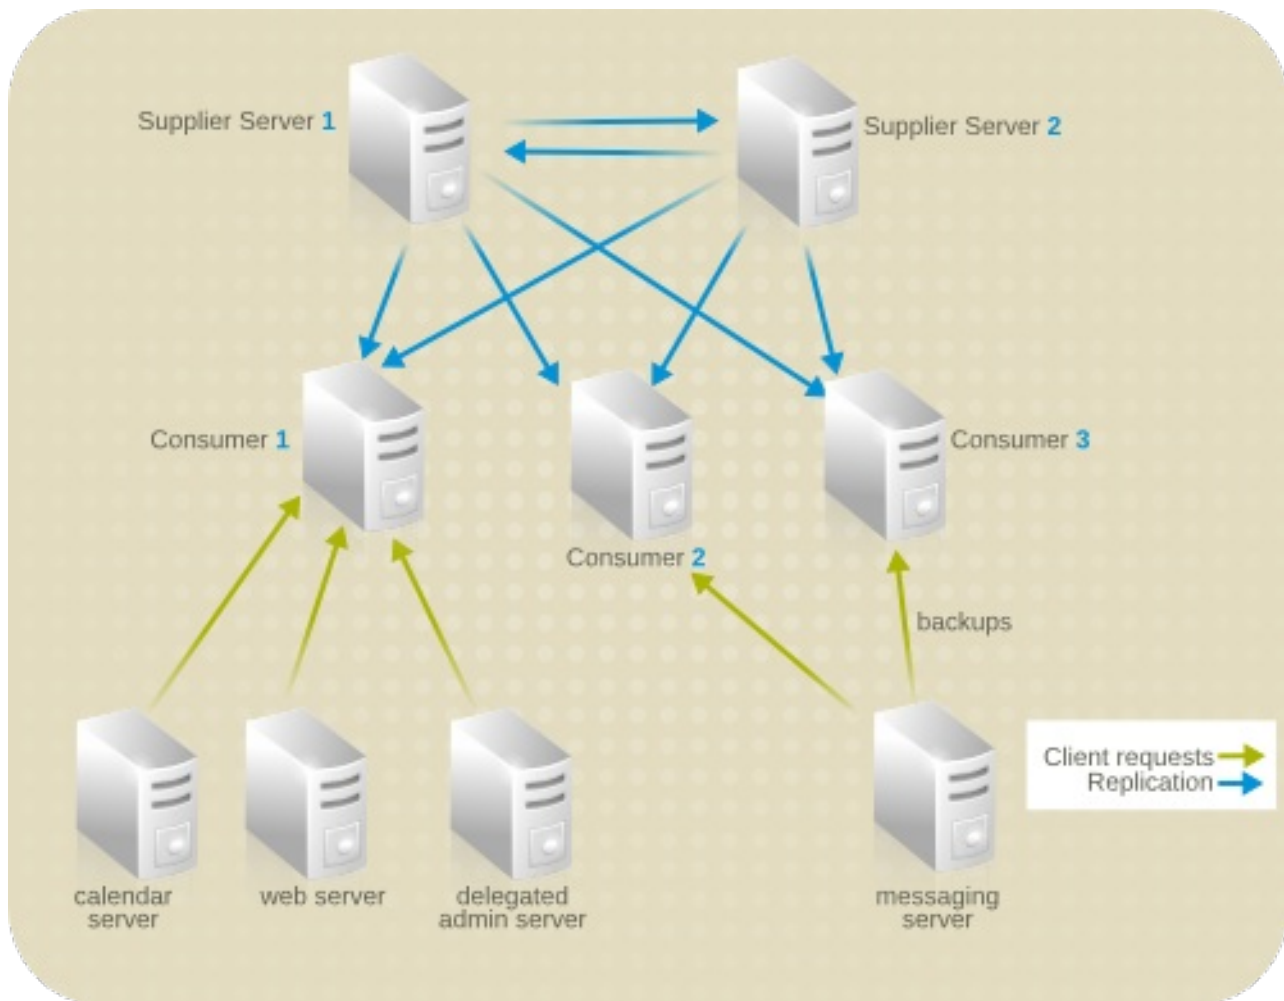 Supplier Server 1
Supplier Server 2
Consumer 1
Consumer 3
Consumer 2
backups
Client requests
Replication
calendar
server
web server
delegated
admin server
messaging
server